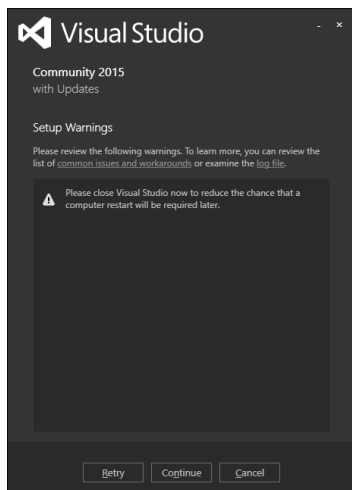 Visual Studio
Community 2015
with Updates
Setup Warnings
Please review the following warnings. To learn more, you can review the
list of common issues and workarounds or examine the log file.
Please close Visual Studio now to reduce the chance that a
computer restart will be required later.
Retry
Continue
Cancel